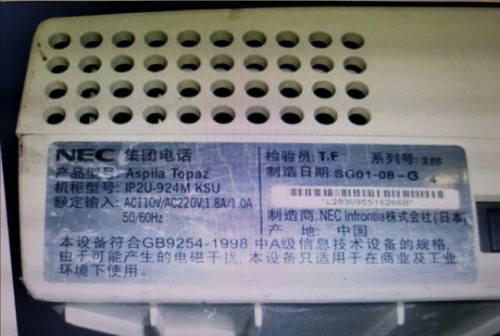 NEC 集团电话
产品型号: Aspila Topaz
机柜型号: IP2U-924M KSU
额定输入: AC110V/AC220V,1.8A/1.0A
50/60Hz
检验员: T.F 系列号: 3.65
制造日期: SG01-08-G 4
*L283095516266B*
制造商: NEC Infrontia株式会社(日本)
产 地: 中国
本设备符合GB9254-1998 中A级信息技术设备的规格,
由于可能产生的电磁干扰, 本设备只适用于在商业及工业
环境下使用.